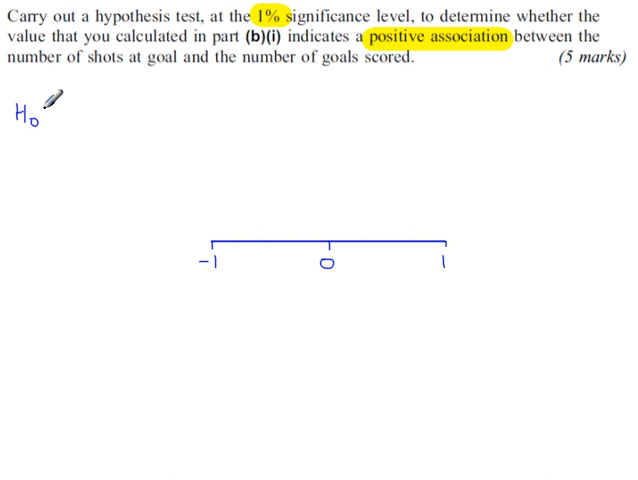 Carry out a hypothesis test, at the 1% significance level, to determine whether the
value that you calculated in part (b)(i) indicates a positive association between the
number of shots at goal and the number of goals scored. (5 marks)
H₀
-1 0 1